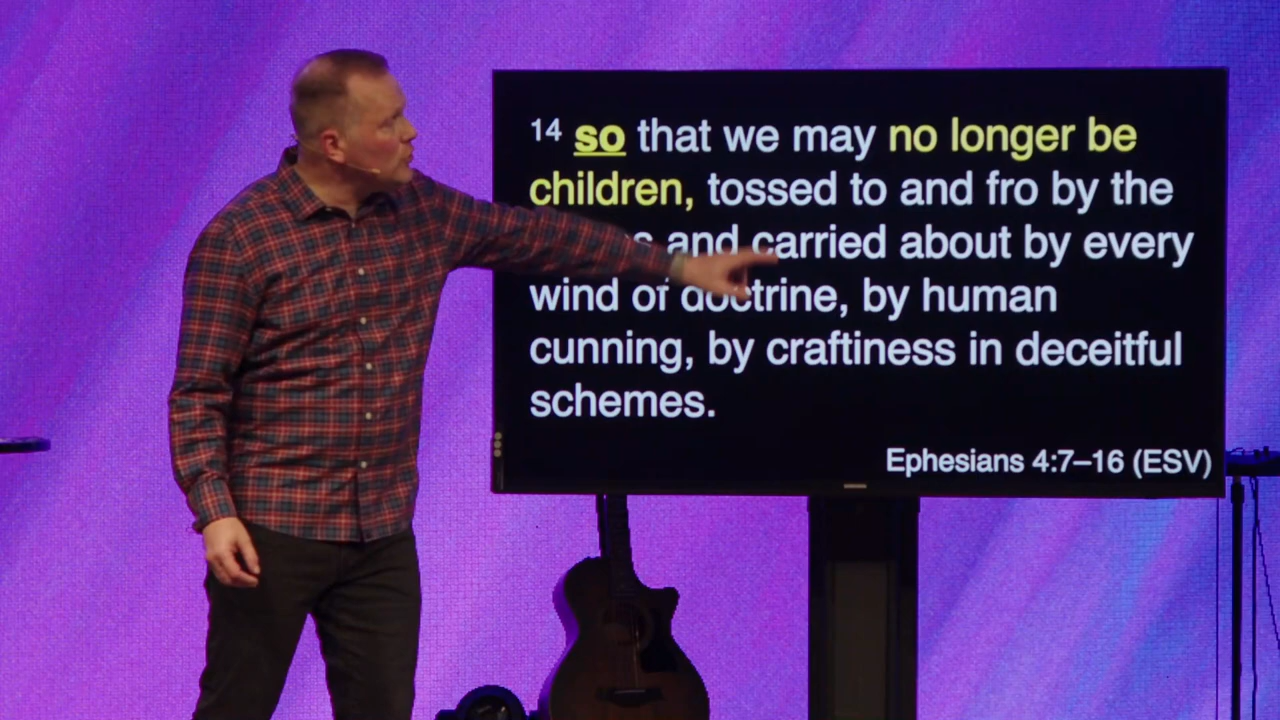 14 so that we may no longer be
children, tossed to and fro by the
and carried about by every
wind of doctrine, by human
cunning, by craftiness in deceitful
schemes.
Ephesians 4:7–16 (ESV)